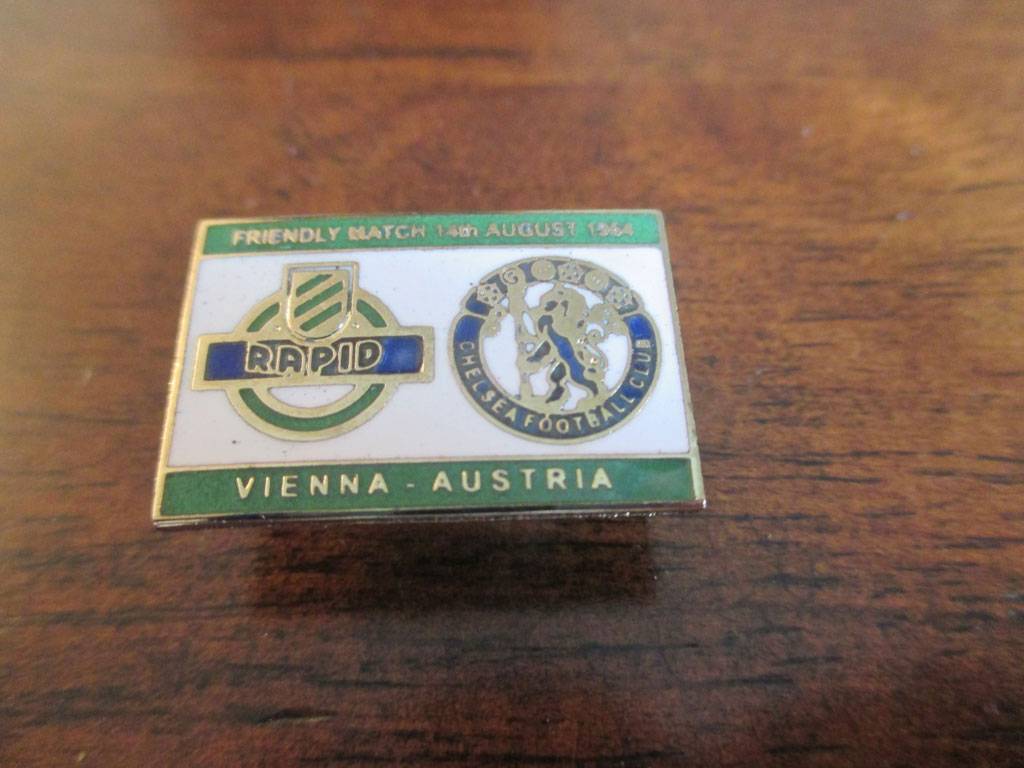 FRIENDLY MATCH 14th AUGUST 1964
RAPID
CHELSEA FOOTBALL CLUB
VIENNA - AUSTRIA